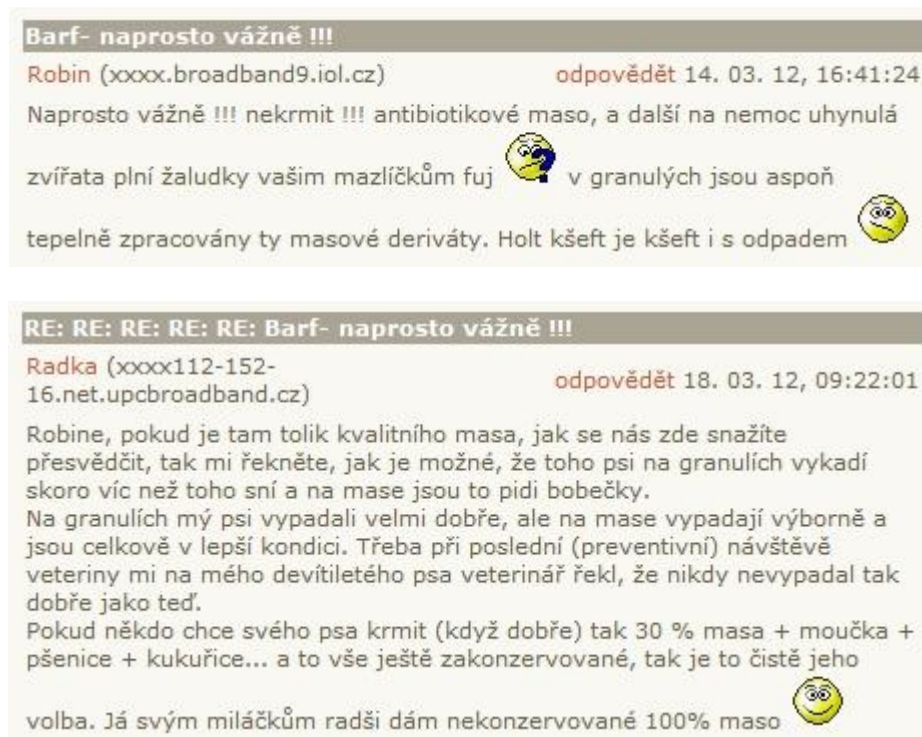 Barf- naprosto vážně !!!
Robin (xxxx.broadband9.iol.cz) odpovědět 14. 03. 12, 16:41:24
Naprosto vážně !!! nekrmit !!! antibiotikové maso, a další na nemoc uhynulá
zvířata plní žaludky vašim mazlíčkům fuj v granulých jsou aspoň
tepelně zpracovány ty masové deriváty. Holt kšeft je kšeft i s odpadem
RE: RE: RE: RE: RE: Barf- naprosto vážně !!!
Radka (xxxx112-152-
16.net.upcbroadband.cz) odpovědět 18. 03. 12, 09:22:01
Robine, pokud je tam tolik kvalitního masa, jak se nás zde snažíte
přesvědčit, tak mi řekněte, jak je možné, že toho psi na granulích vykadí
skoro víc než toho sní a na mase jsou to pidi bobečky.
Na granulích mý psi vypadali velmi dobře, ale na mase vypadají výborně a
jsou celkově v lepší kondici. Třeba při poslední (preventivní) návštěvě
veteriny mi na mého devítiletého psa veterinář řekl, že nikdy nevypadal tak
dobře jako teď.
Pokud někdo chce svého psa krmit (když dobře) tak 30 % masa + moučka +
pšenice + kukuřice... a to vše ještě zakonzervované, tak je to čistě jeho
volba. Já svým miláčkům radši dám nekonzervované 100% maso